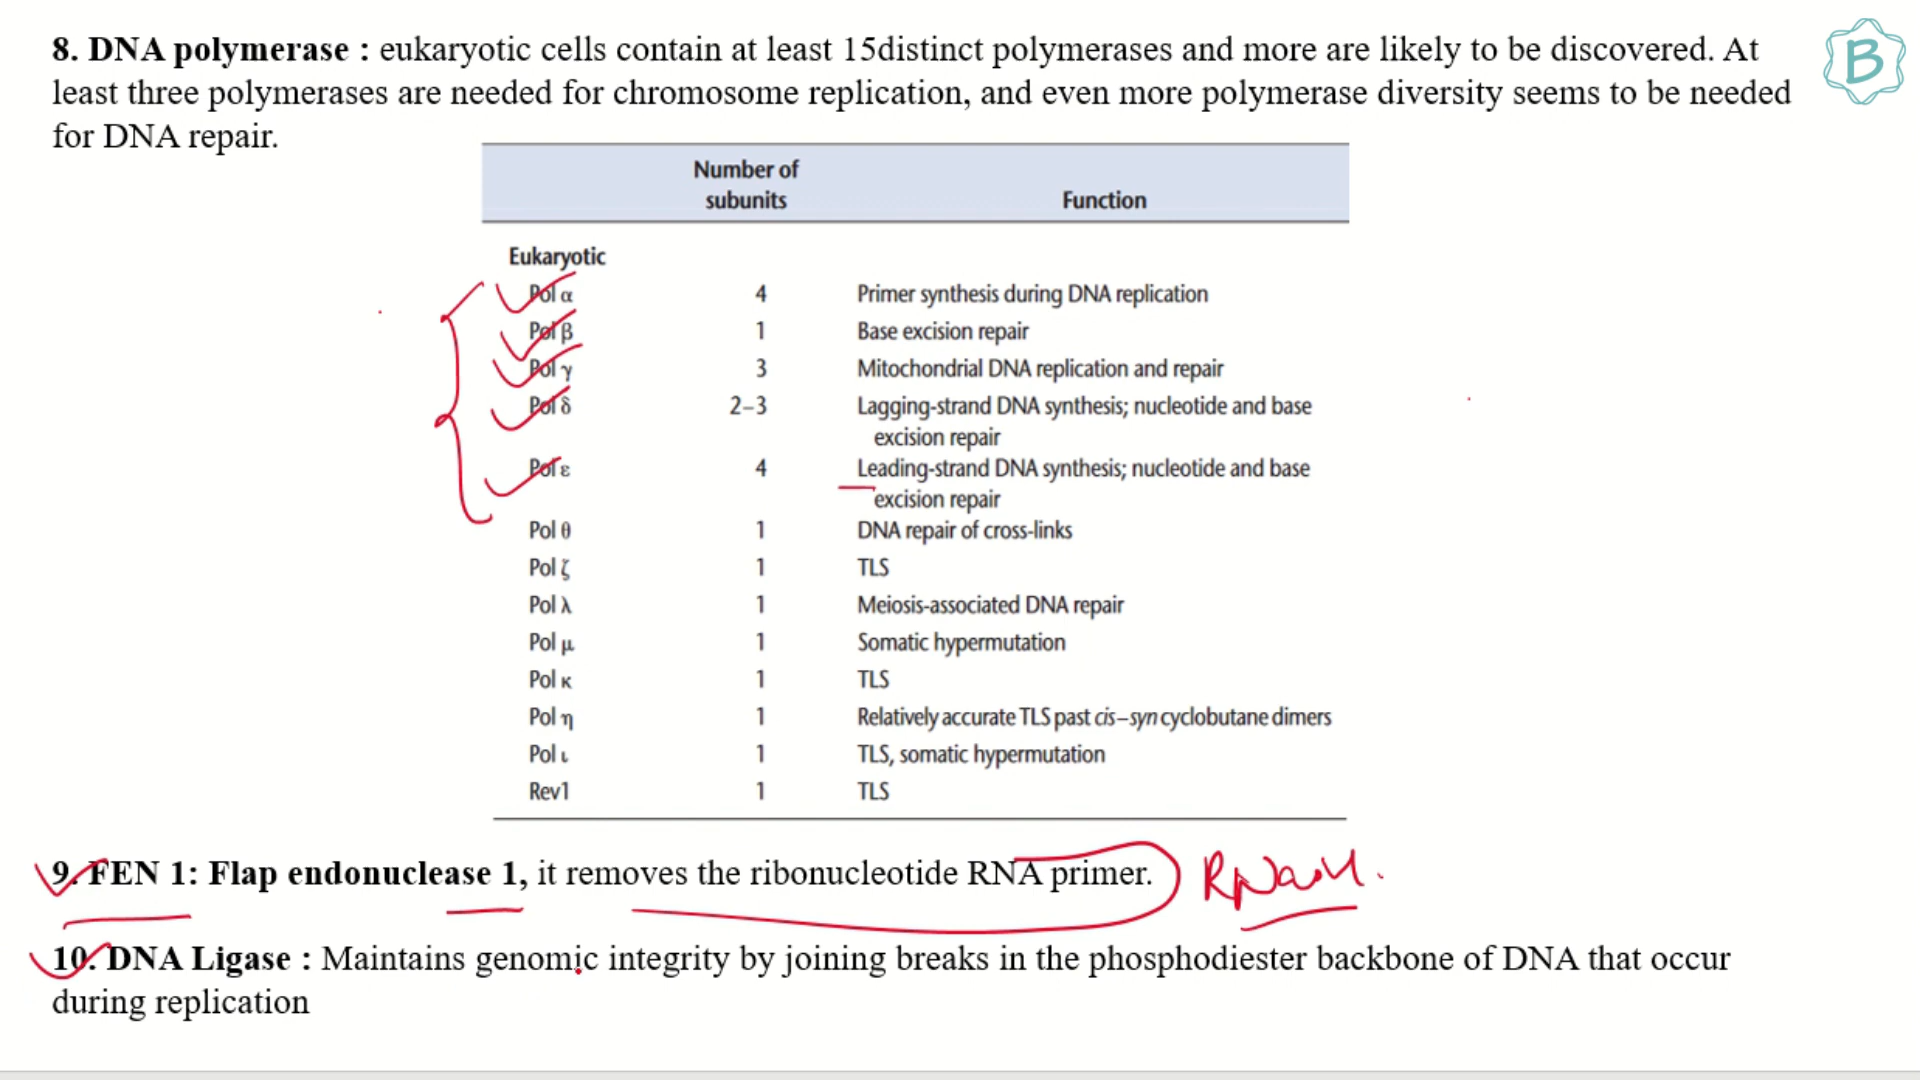 8. DNA polymerase : eukaryotic cells contain at least 15distinct polymerases and more are likely to be discovered. At
least three polymerases are needed for chromosome replication, and even more polymerase diversity seems to be needed
for DNA repair.
B
Number of subunits Function
Eukaryotic
Pol α 4 Primer synthesis during DNA replication
Pol β 1 Base excision repair
Pol γ 3 Mitochondrial DNA replication and repair
Pol δ 2–3 Lagging-strand DNA synthesis; nucleotide and base
excision repair
Pol ε 4 Leading-strand DNA synthesis; nucleotide and base
excision repair
Pol θ 1 DNA repair of cross-links
Pol ζ 1 TLS
Pol λ 1 Meiosis-associated DNA repair
Pol μ 1 Somatic hypermutation
Pol κ 1 TLS
Pol η 1 Relatively accurate TLS past cis–syn cyclobutane dimers
Pol ι 1 TLS, somatic hypermutation
Rev1 1 TLS
9. FEN 1: Flap endonuclease 1, it removes the ribonucleotide RNA primer.
10. DNA Ligase : Maintains genomic integrity by joining breaks in the phosphodiester backbone of DNA that occur
during replication